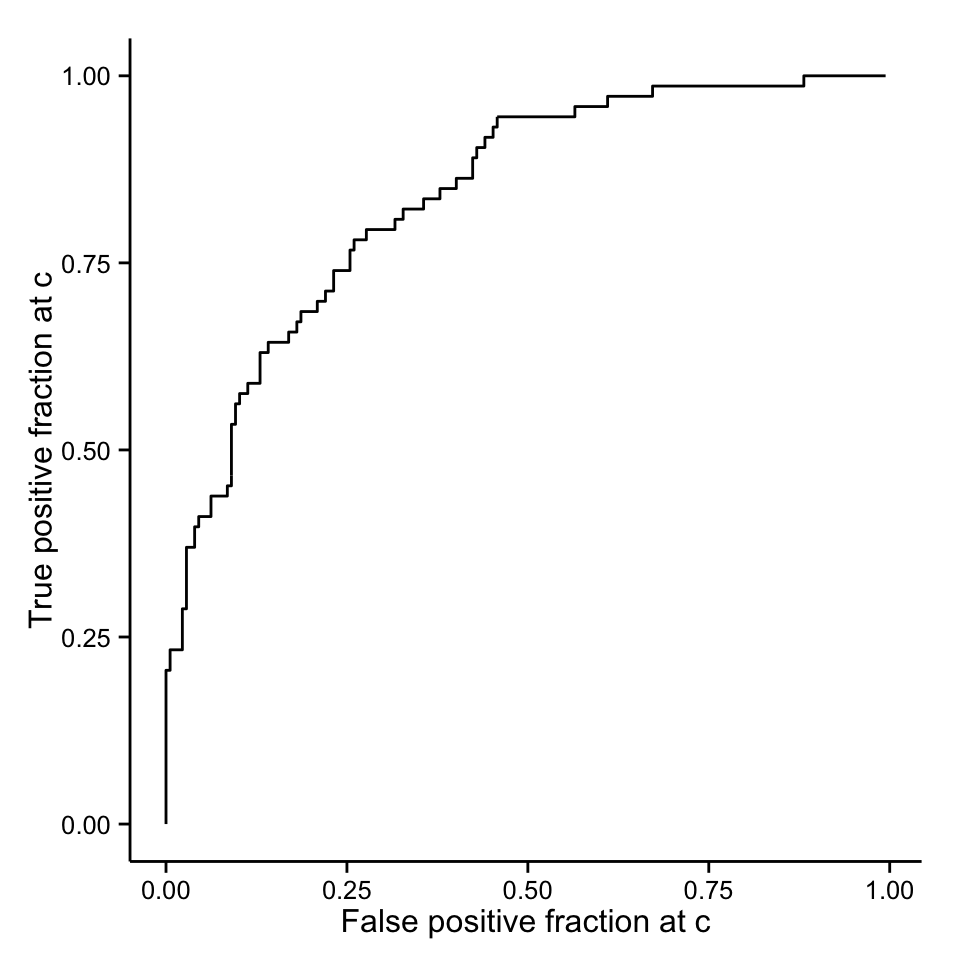 True positive fraction at c
1.00
0.75
0.50
0.25
0.00
0.00 0.25 0.50 0.75 1.00
False positive fraction at c